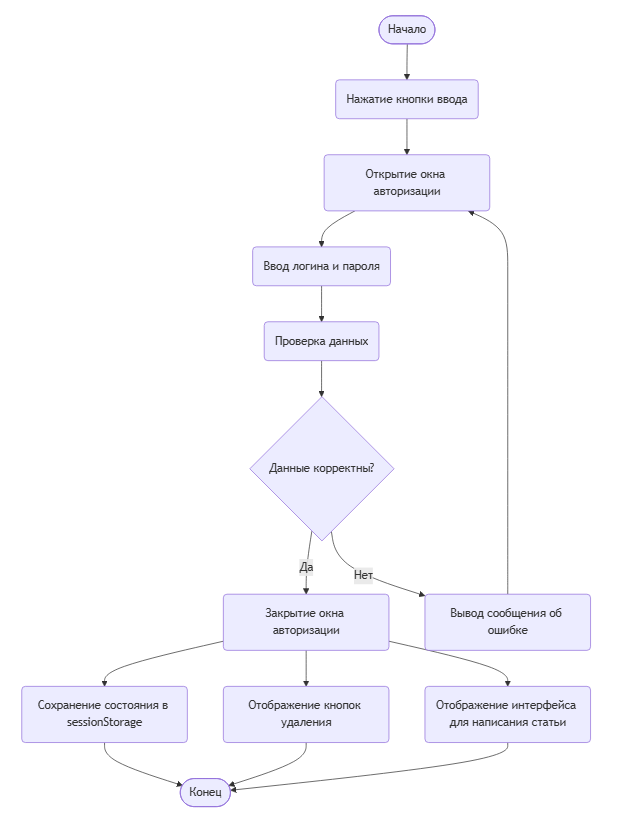 Начало
Нажатие кнопки ввода
Открытие окна
авторизации
Ввод логина и пароля
Проверка данных
Данные корректны?
Да
Нет
Закрытие окна
авторизации
Вывод сообщения об
ошибке
Сохранение состояния в
sessionStorage
Отображение кнопок
удаления
Отображение интерфейса
для написания статьи
Конец